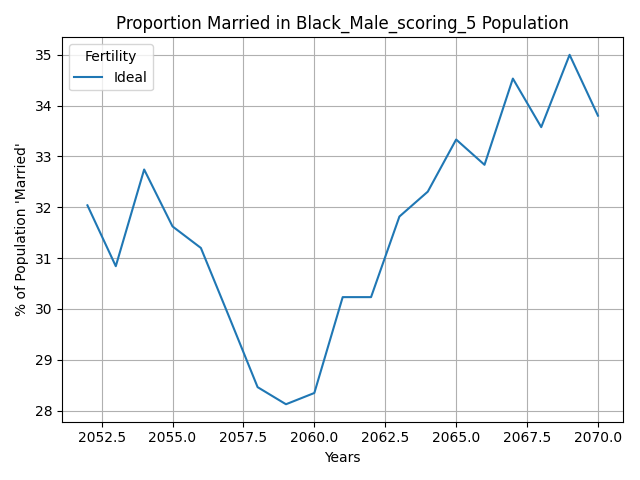 Proportion Married in Black_Male_scoring_5 Population
Fertility
Ideal
% of Population 'Married'
35
34
33
32
31
30
29
28
2052.5 2055.0 2057.5 2060.0 2062.5 2065.0 2067.5 2070.0
Years